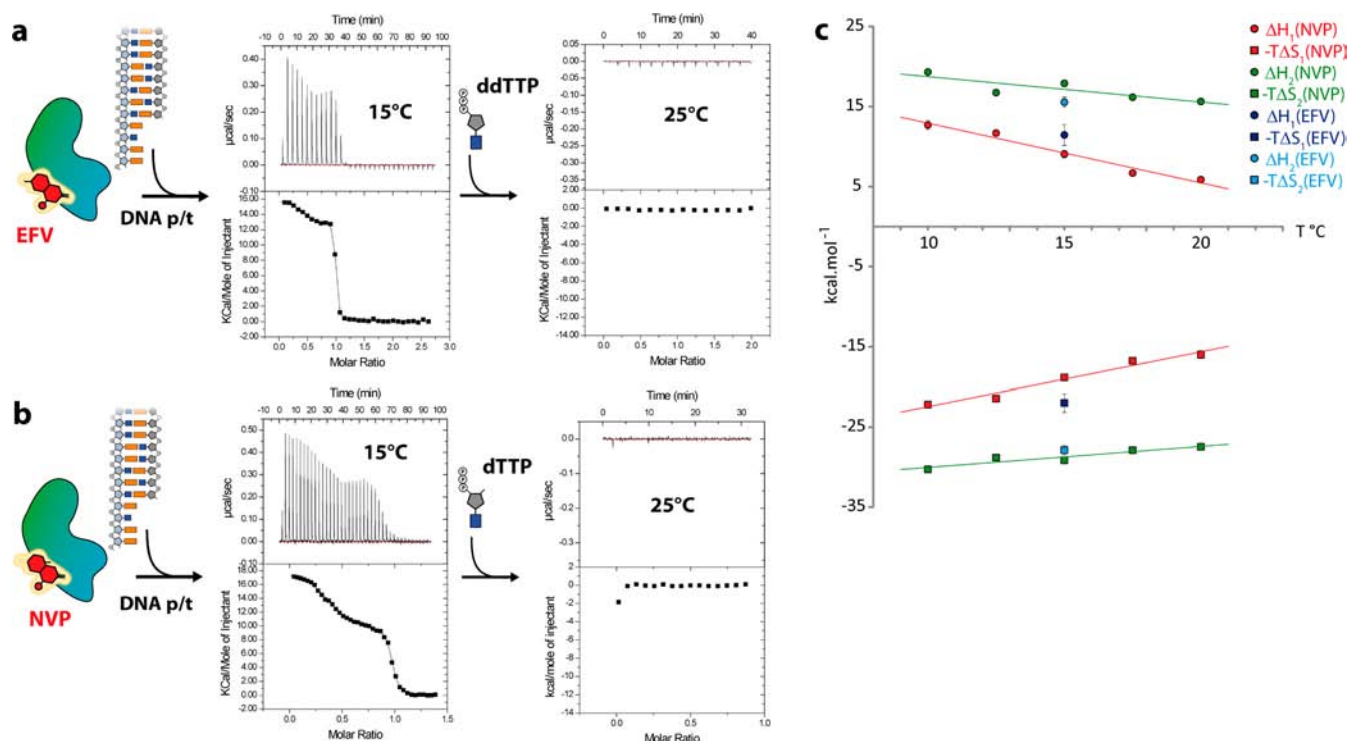 a
EFV
DNA p/t
Time (min)
-10 0 10 20 30 40 50 60 70 80 90 100
µcal/sec
0.40
0.30
0.20
0.10
0.00
-0.10
15°C
KCal/Mole of Injectant
16.00
14.00
12.00
10.00
8.00
6.00
4.00
2.00
0.00
-2.00
0.0 0.5 1.0 1.5 2.0 2.5 3.0
Molar Ratio
ddTTP
P P P
Time (min)
0 10 20 30 40
µcal/sec
0.05
0.00
-0.05
-0.10
-0.15
-0.20
-0.25
-0.30
-0.35
25°C
KCal/Mole of Injectant
2.00
0.00
-2.00
-4.00
-6.00
-8.00
-10.00
-12.00
-14.00
0.0 0.5 1.0 1.5 2.0
Molar Ratio
b
NVP
DNA p/t
Time (min)
-10 0 10 20 30 40 50 60 70 80 90 100
µcal/sec
0.50
0.40
0.30
0.20
0.10
0.00
-0.10
15°C
KCal/Mole of Injectant
18.00
16.00
14.00
12.00
10.00
8.00
6.00
4.00
2.00
0.00
0.0 0.5 1.0 1.5
Molar Ratio
dTTP
P P P
Time (min)
0 10 20 30
µcal/sec
0.0
-0.1
-0.2
-0.3
25°C
kcal/mole of injectant
2
0
-2
-4
-6
-8
-10
-12
-14
0.0 0.5 1.0
Molar Ratio
c
25
15
5
-5
-15
-25
-35
kcal.mol⁻¹
10 15 20
T °C
ΔH₁(NVP)
-TΔS₁(NVP)
ΔH₂(NVP)
-TΔS₂(NVP)
ΔH₁(EFV)
-TΔS₁(EFV)
ΔH₂(EFV)
-TΔS₂(EFV)